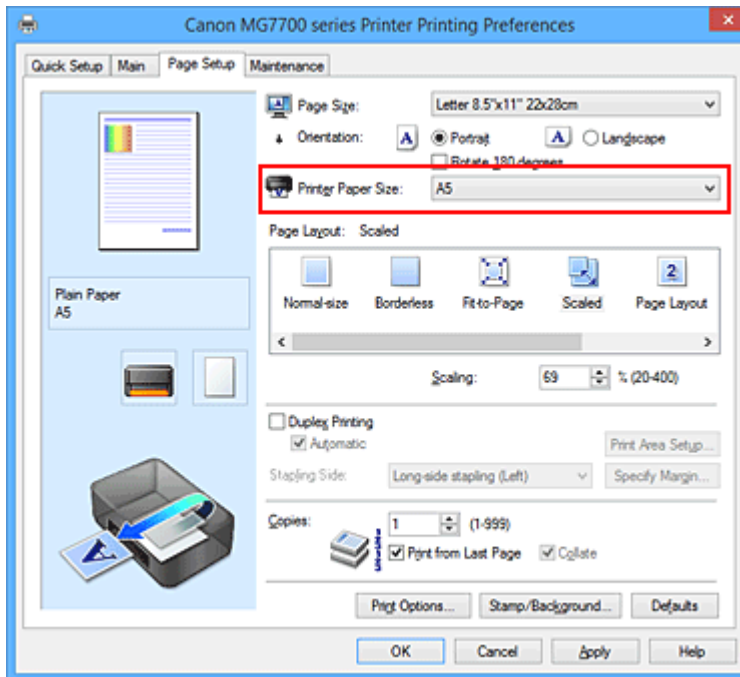 Canon MG7700 series Printer Printing Preferences
Quick Setup Main Page Setup Maintenance
Page Size: Letter 8.5"x11" 22x28cm
Orientation: A Portrait A Landscape
Rotate 180 degrees
Printer Paper Size: A5
Page Layout: Scaled
Normal-size Borderless Fit-to-Page Scaled Page Layout
Plain Paper
A5
Scaling: 69 % (20-400)
Duplex Printing
Automatic Print Area Setup...
Stapling Side: Long-side stapling (Left) Specify Margin...
Copies: 1 (1-999)
Print from Last Page Collate
Print Options... Stamp/Background... Defaults
OK Cancel Apply Help